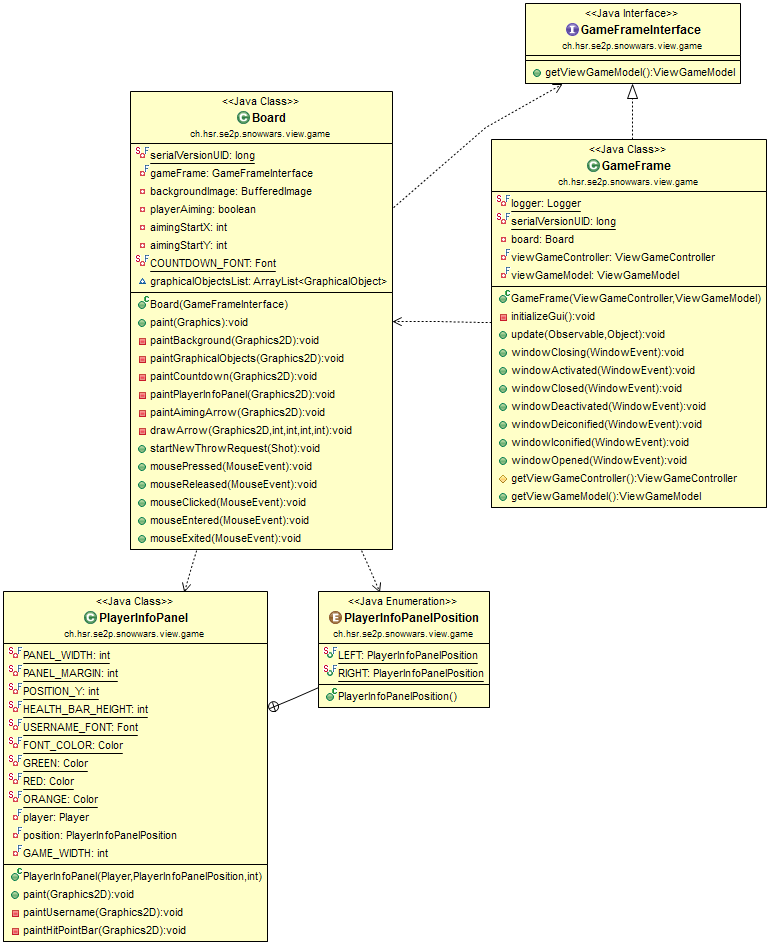 <<Java Interface>>
GameFrameInterface
ch.hsr.se2p.snowwars.view.game
getViewGameModel():ViewGameModel
<<Java Class>>
Board
ch.hsr.se2p.snowwars.view.game
serialVersionUID: long
gameFrame: GameFrameInterface
backgroundImage: BufferedImage
playerAiming: boolean
aimingStartX: int
aimingStartY: int
COUNTDOWN_FONT: Font
graphicalObjectsList: ArrayList<GraphicalObject>
Board(GameFrameInterface)
paint(Graphics):void
paintBackground(Graphics2D):void
paintGraphicalObjects(Graphics2D):void
paintCountdown(Graphics2D):void
paintPlayerInfoPanel(Graphics2D):void
paintAimingArrow(Graphics2D):void
drawArrow(Graphics2D,int,int,int,int):void
startNewThrowRequest(Shot):void
mousePressed(MouseEvent):void
mouseReleased(MouseEvent):void
mouseClicked(MouseEvent):void
mouseEntered(MouseEvent):void
mouseExited(MouseEvent):void
<<Java Class>>
GameFrame
ch.hsr.se2p.snowwars.view.game
logger: Logger
serialVersionUID: long
board: Board
viewGameController: ViewGameController
viewGameModel: ViewGameModel
GameFrame(ViewGameController,ViewGameModel)
initializeGui():void
update(Observable,Object):void
windowClosing(WindowEvent):void
windowActivated(WindowEvent):void
windowClosed(WindowEvent):void
windowDeactivated(WindowEvent):void
windowDeiconified(WindowEvent):void
windowIconified(WindowEvent):void
windowOpened(WindowEvent):void
getViewGameController():ViewGameController
getViewGameModel():ViewGameModel
<<Java Class>>
PlayerInfoPanel
ch.hsr.se2p.snowwars.view.game
PANEL_WIDTH: int
PANEL_MARGIN: int
POSITION_Y: int
HEALTH_BAR_HEIGHT: int
USERNAME_FONT: Font
FONT_COLOR: Color
GREEN: Color
RED: Color
ORANGE: Color
player: Player
position: PlayerInfoPanelPosition
GAME_WIDTH: int
PlayerInfoPanel(Player,PlayerInfoPanelPosition,int)
paint(Graphics2D):void
paintUsername(Graphics2D):void
paintHitPointBar(Graphics2D):void
<<Java Enumeration>>
PlayerInfoPanelPosition
ch.hsr.se2p.snowwars.view.game
LEFT: PlayerInfoPanelPosition
RIGHT: PlayerInfoPanelPosition
PlayerInfoPanelPosition()